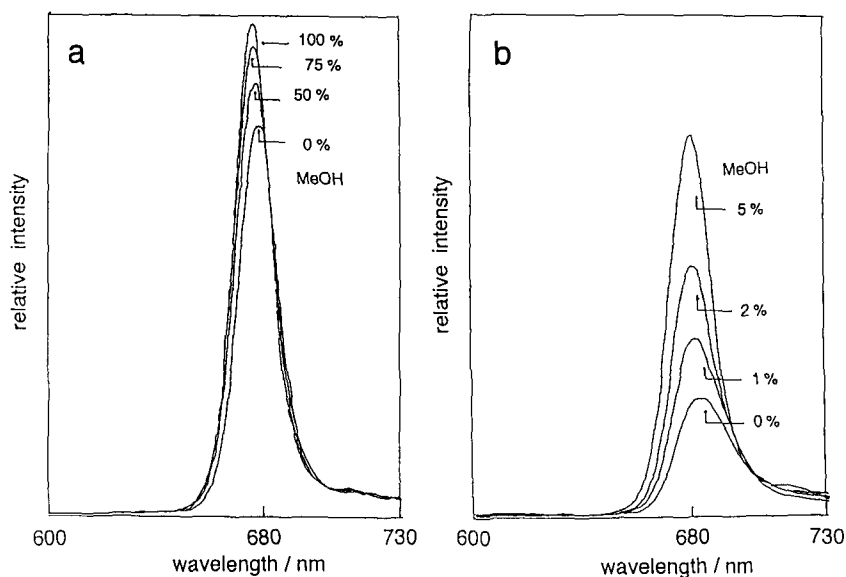 a
100 %
75 %
50 %
0 %
MeOH
relative intensity
600
680
730
wavelength / nm
b
MeOH
5 %
2 %
1 %
0 %
relative intensity
600
680
730
wavelength / nm